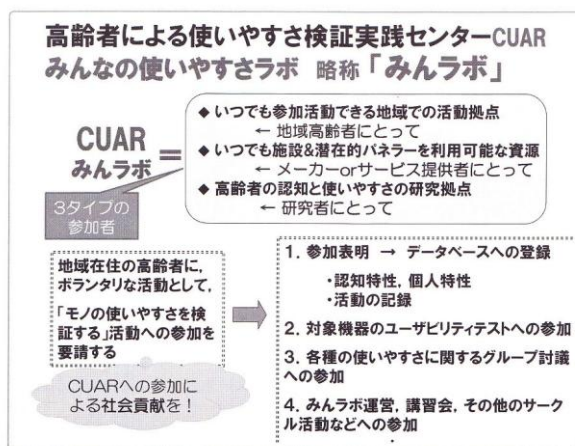 高齢者による使いやすさ検証実践センターCUAR
みんなの使いやすさラボ 略称「みんラボ」
CUAR
みんラボ
=
◆ いつでも参加活動できる地域での活動拠点
← 地域高齢者にとって
◆ いつでも施設&潜在的パネラーを利用可能な資源
← メーカーorサービス提供者にとって
◆ 高齢者の認知と使いやすさの研究拠点
← 研究者にとって
3タイプの
参加者
地域在住の高齢者に,
ボランタリな活動として,
「モノの使いやすさを検
証する」活動への参加を
要請する
CUARへの参加に
よる社会貢献を!
1. 参加表明 → データベースへの登録
・認知特性, 個人特性
・活動の記録
2. 対象機器のユーザビリティテストへの参加
3. 各種の使いやすさに関するグループ討議
への参加
4. みんラボ運営, 講習会, その他のサーク
ル活動などへの参加